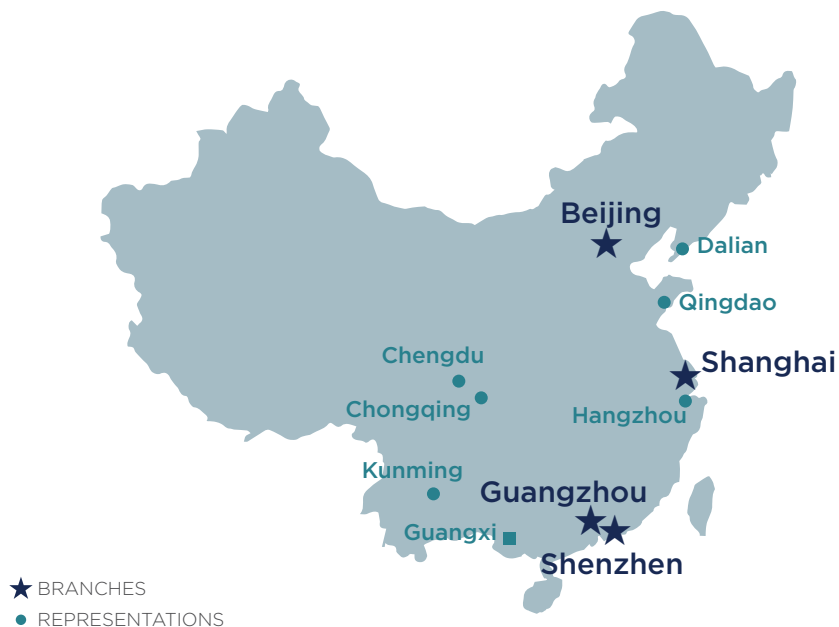 Beijing
Dalian
Qingdao
Shanghai
Chengdu
Chongqing
Hangzhou
Kunming
Guangzhou
Guangxi
Shenzhen
BRANCHES
REPRESENTATIONS